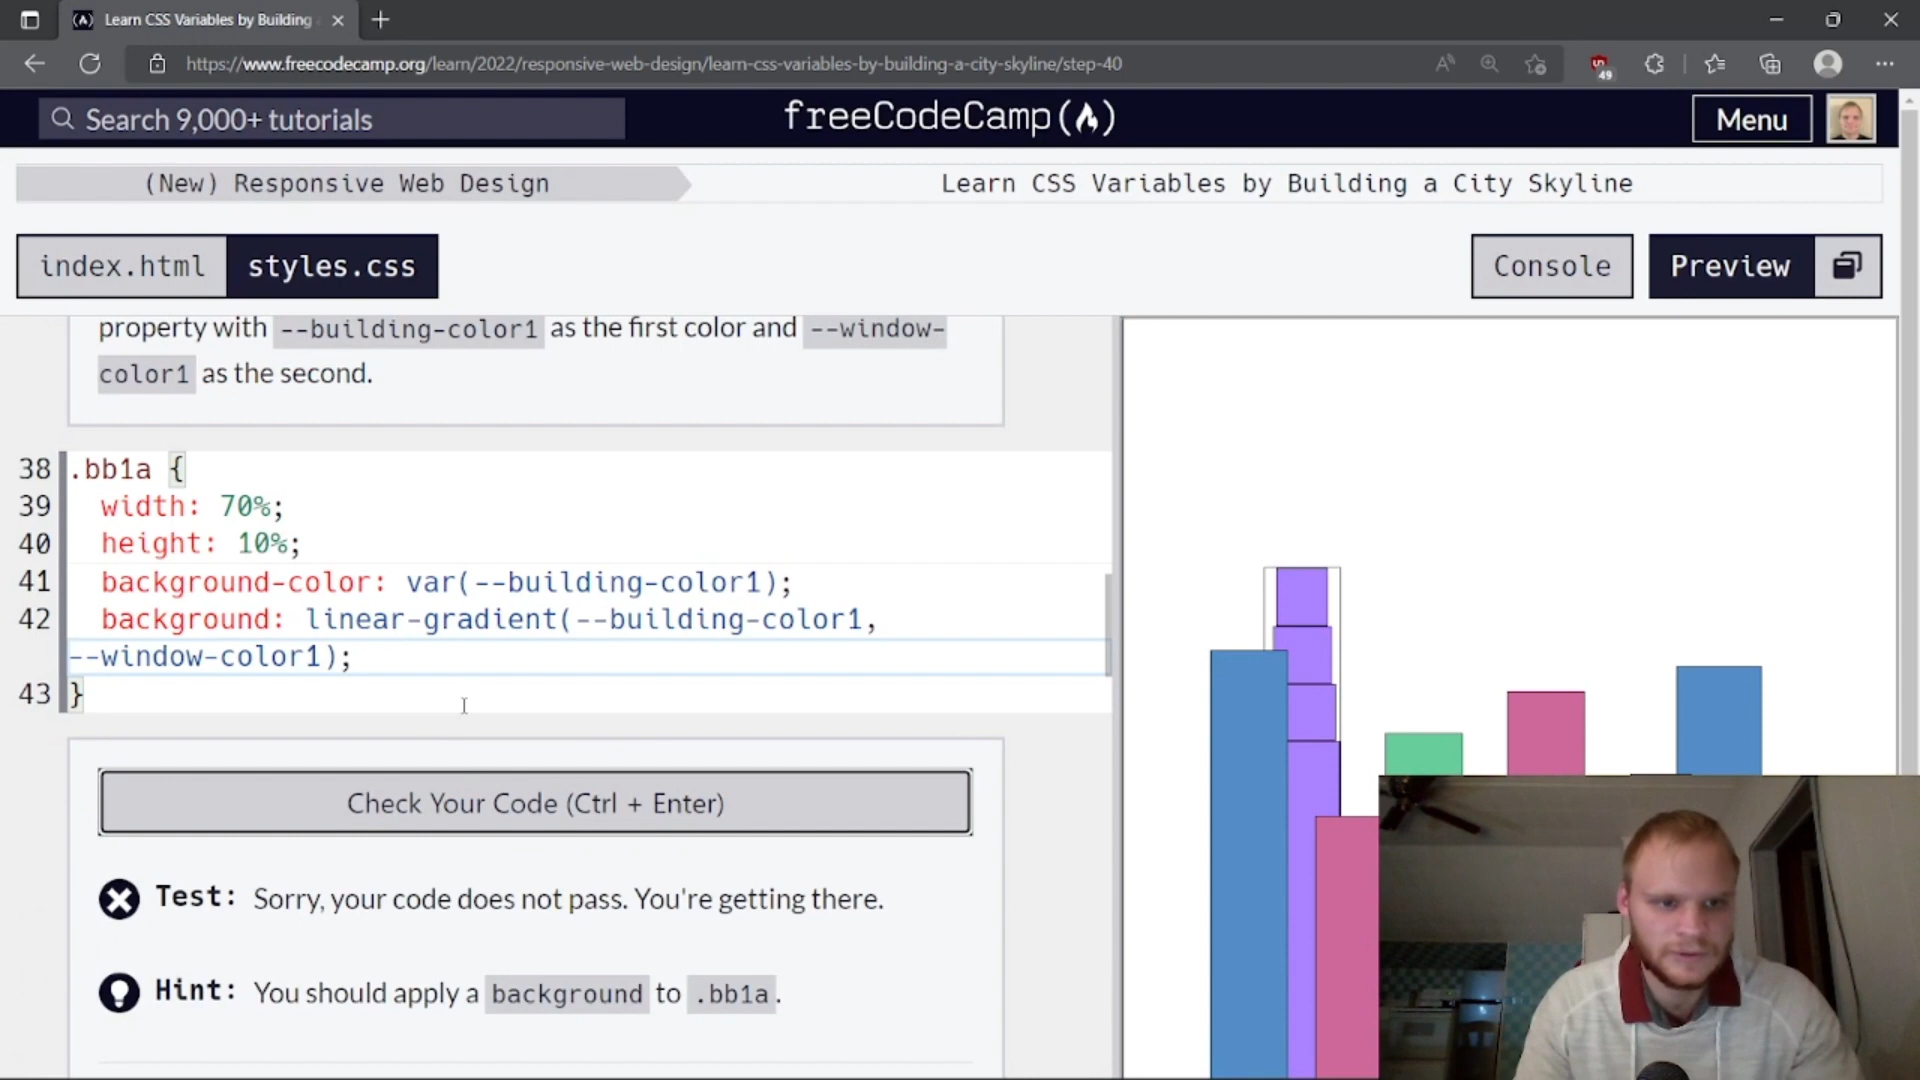 Learn CSS Variables by Building
https://www.freecodecamp.org/learn/2022/responsive-web-design/learn-css-variables-by-building-a-city-skyline/step-40
49
Search 9,000+ tutorials
freeCodeCamp
Menu
(New) Responsive Web Design
Learn CSS Variables by Building a City Skyline
index.html
styles.css
Console
Preview
property with --building-color1 as the first color and --window-
color1 as the second.
38 .bb1a {
39 width: 70%;
40 height: 10%;
41 background-color: var(--building-color1);
42 background: linear-gradient(--building-color1,
--window-color1);
43 }
Check Your Code (Ctrl + Enter)
Test: Sorry, your code does not pass. You're getting there.
Hint: You should apply a background to .bb1a.